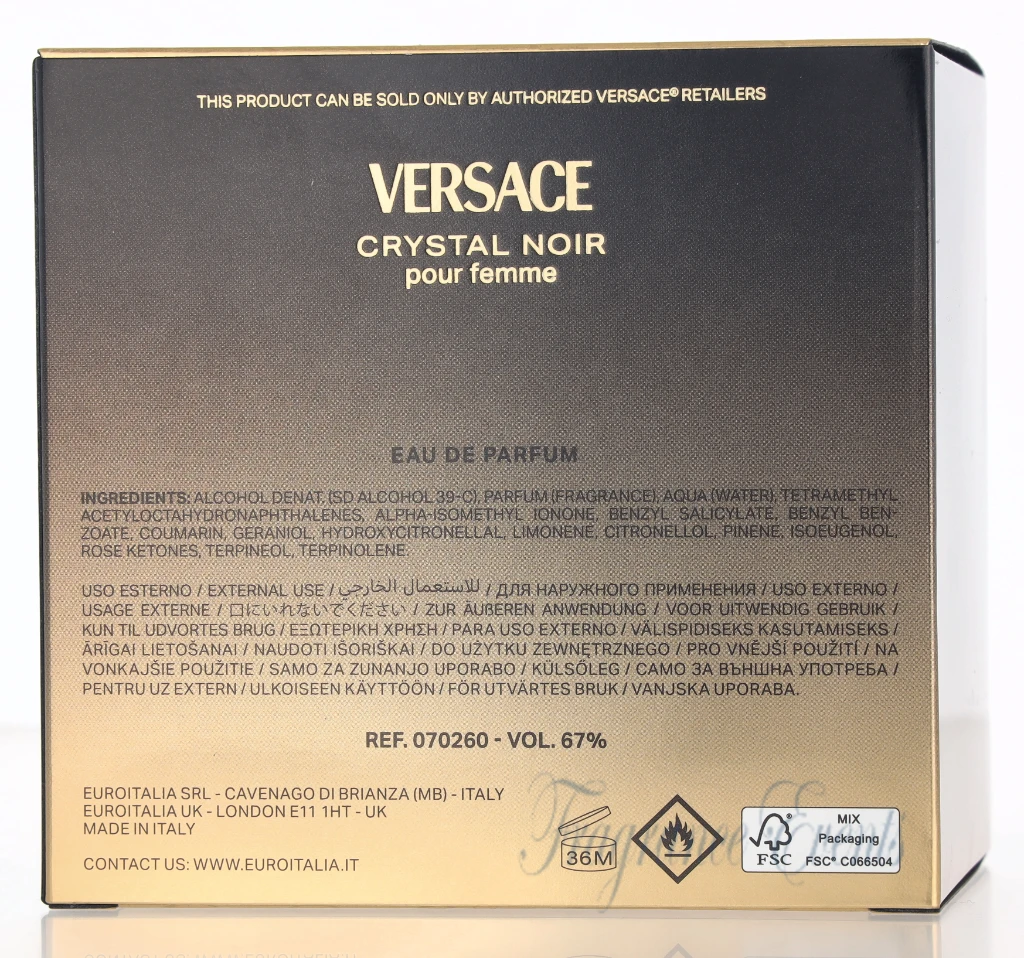 THIS PRODUCT CAN BE SOLD ONLY BY AUTHORIZED VERSACE® RETAILERS
VERSACE
CRYSTAL NOIR
pour femme
EAU DE PARFUM
INGREDIENTS: ALCOHOL DENAT. (SD ALCOHOL 39-C), PARFUM (FRAGRANCE), AQUA (WATER), TETRAMETHYL
ACETYLOCTAHYDRONAPHTHALENES, ALPHA-ISOMETHYL IONONE, BENZYL SALICYLATE, BENZYL BEN-
ZOATE, COUMARIN, GERANIOL, HYDROXYCITRONELLAL, LIMONENE, CITRONELLOL, PINENE, ISOEUGENOL,
ROSE KETONES, TERPINEOL, TERPINOLENE.
USO ESTERNO / EXTERNAL USE / للاستعمال الخارجي / ДЛЯ НАРУЖНОГО ПРИМЕНЕНИЯ / USO EXTERNO /
USAGE EXTERNE / 口にいれないでください / ZUR ÄUßEREN ANWENDUNG / VOOR UITWENDIG GEBRUIK /
KUN TIL UDVORTES BRUG / ΕΞΩΤΕΡΙΚΗ ΧΡΗΣΗ / PARA USO EXTERNO / VÄLISPIDISEKS KASUTAMISEKS /
ĀRĪGAI LIETOŠANAI / NAUDOTI IŠORIŠKAI / DO UŻYTKU ZEWNĘTRZNEGO / PRO VNĚJŠÍ POUŽITÍ / NA
VONKAJŠIE POUŽITIE / SAMO ZA ZUNANJO UPORABO / KÜLSŐLEG / САМО ЗА ВЪНШНА УПОТРЕБА /
PENTRU UZ EXTERN / ULKOISEEN KÄYTTÖÖN / FÖR UTVÄRTES BRUK / VANJSKA UPORABA.
REF. 070260 - VOL. 67%
EUROITALIA SRL - CAVENAGO DI BRIANZA (MB) - ITALY
EUROITALIA UK - LONDON E11 1HT - UK
MADE IN ITALY
CONTACT US: WWW.EUROITALIA.IT
36M
FSC
MIX
Packaging
FSC® C066504
Fragrance Events